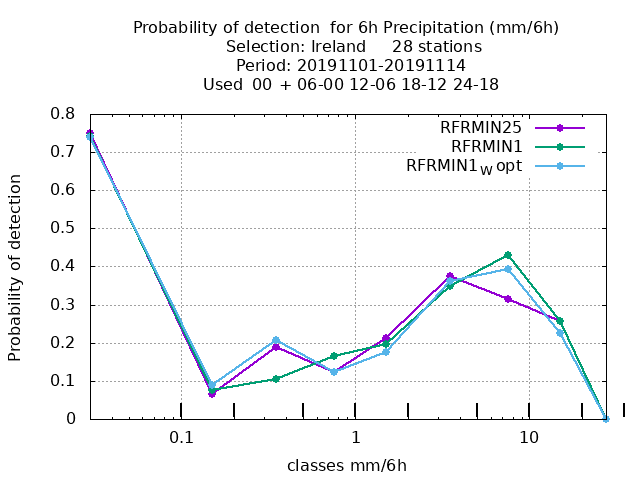 Probability of detection  for 6h Precipitation (mm/6h)
Selection: Ireland     28 stations
Period: 20191101-20191114
Used  00  + 06-00 12-06 18-12 24-18
RFRMIN25
RFRMIN1
RFRMIN1w opt
Probability of detection
0.8
0.7
0.6
0.5
0.4
0.3
0.2
0.1
0
0.1 1 10
classes mm/6h